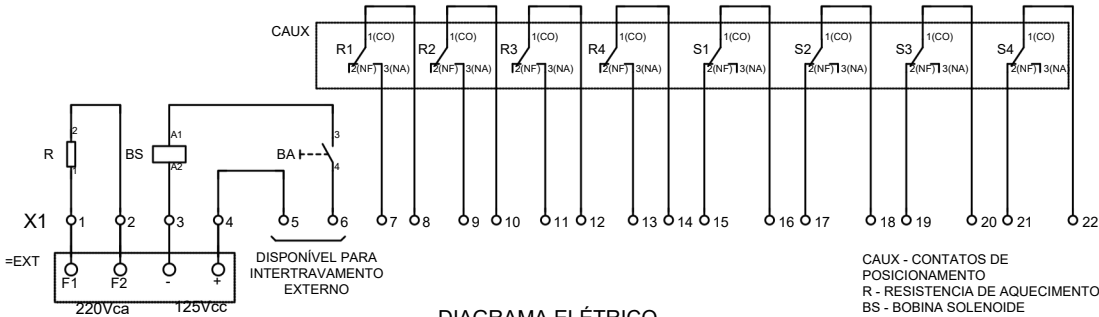 CAUX
1(CO) 1(CO) 1(CO) 1(CO) 1(CO) 1(CO) 1(CO) 1(CO)
R1 R2 R3 R4 S1 S2 S3 S4
2(NF) 3(NA) 2(NF) 3(NA) 2(NF) 3(NA) 2(NF) 3(NA) 2(NF) 3(NA) 2(NF) 3(NA) 2(NF) 3(NA) 2(NF) 3(NA)
2 A1 3
R BS BA
1 A2 4
X1 1 2 3 4 5 6 7 8 9 10 11 12 13 14 15 16 17 18 19 20 21 22
=EXT
F1 F2 - +
220Vca 125Vcc
DISPONÍVEL PARA
INTERTRAVAMENTO
EXTERNO
CAUX - CONTATOS DE
POSICIONAMENTO
R - RESISTENCIA DE AQUECIMENTO
BS - BOBINA SOLENOIDE
DIAGRAMA ELÉTRICO